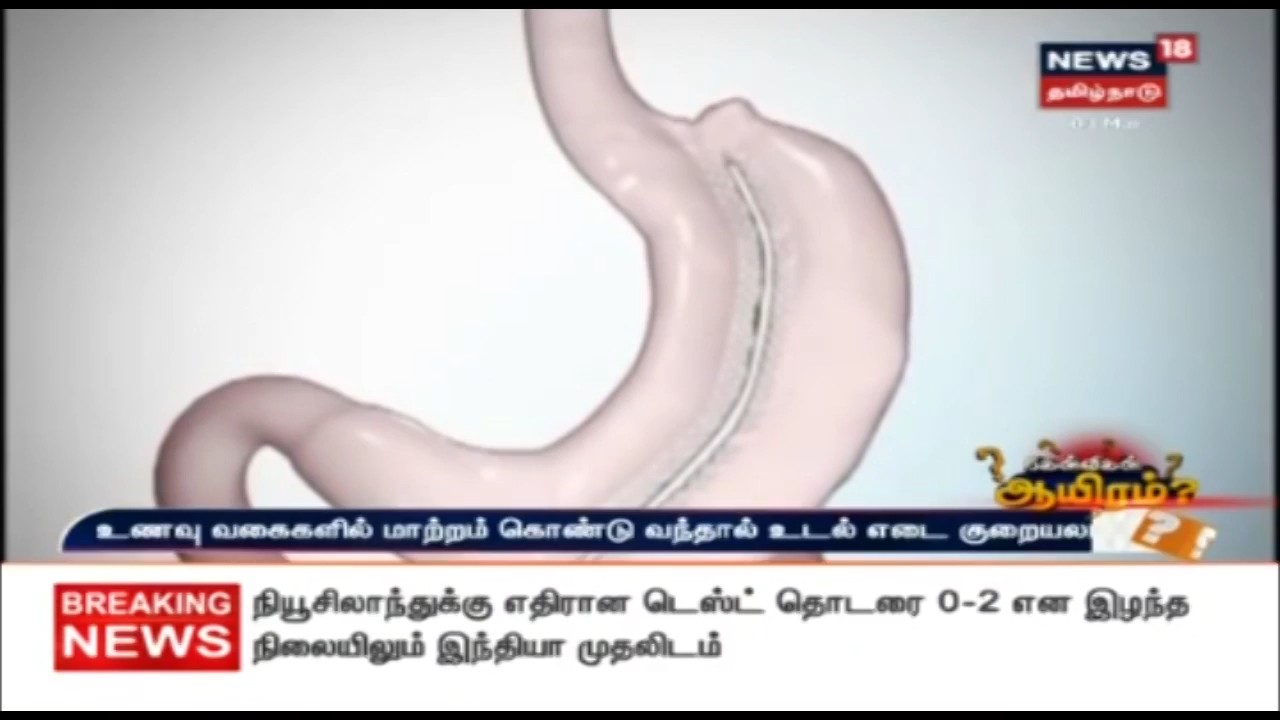 NEWS 18
தமிழ்நாடு
ஆயிரம்?
உணவு வகைகளில் மாற்றம் கொண்டு வந்தால் உடல் எடை
BREAKING
NEWS
நியூசிலாந்துக்கு எதிரான டெஸ்ட் தொடரை 0-2 என இழந்த
நிலையிலும் இந்தியா முதலிடம்